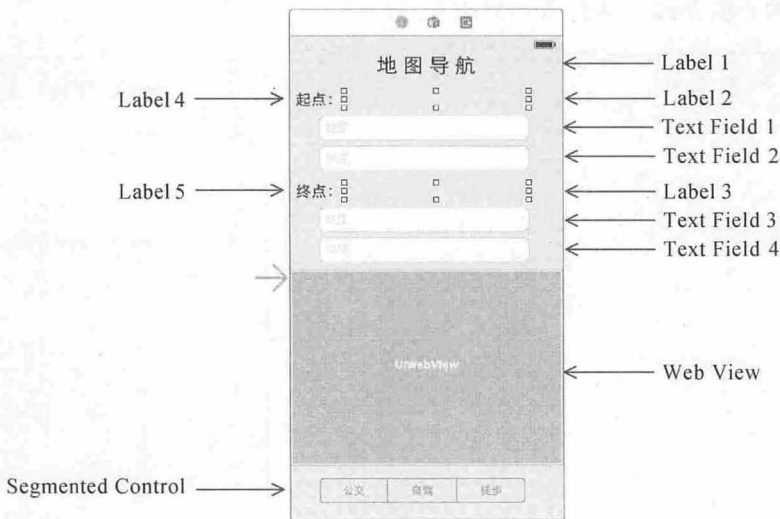 地图导航
Label 1
Label 4
起点：
Label 2
Text Field 1
Text Field 2
Label 5
终点：
Label 3
Text Field 3
Text Field 4
UIWebView
Web View
Segmented Control
公交
自驾
徒步